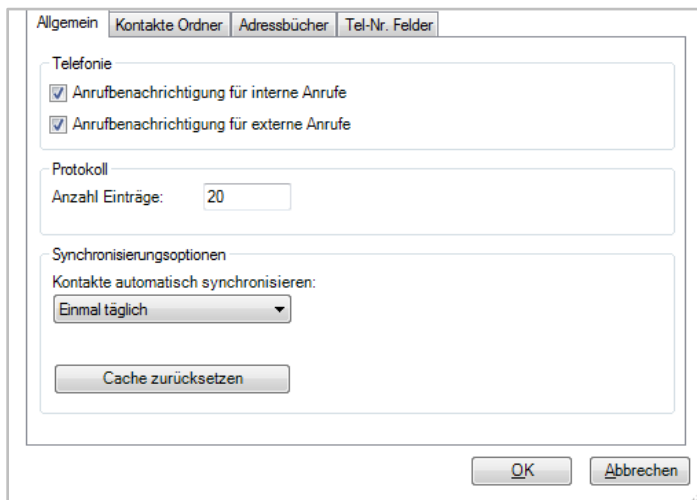 Allgemein Kontakte Ordner Adressbücher Tel-Nr. Felder
Telefonie
Anrufbenachrichtigung für interne Anrufe
Anrufbenachrichtigung für externe Anrufe
Protokoll
Anzahl Einträge: 20
Synchronisierungsoptionen
Kontakte automatisch synchronisieren:
Einmal täglich
Cache zurücksetzen
OK Abbrechen